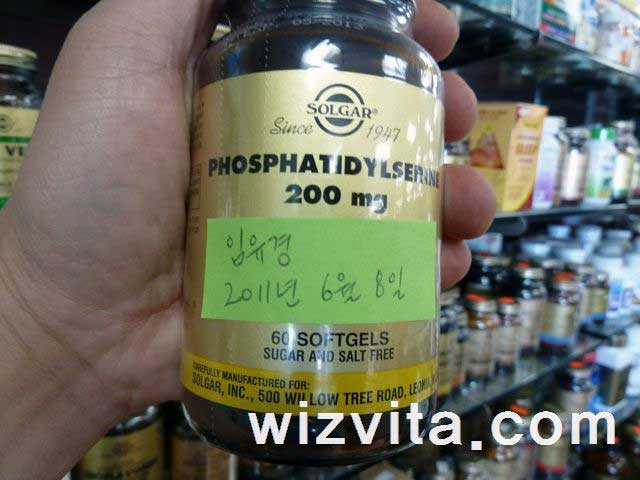 SOLGAR®
Since 1947
PHOSPHATIDYLSERINE
200 mg
임유경
2011년 6월 8일
60 SOFTGELS
SUGAR AND SALT FREE
CAREFULLY MANUFACTURED FOR:
SOLGAR, INC., 500 WILLOW TREE ROAD, LEONIA,
wizvita.com